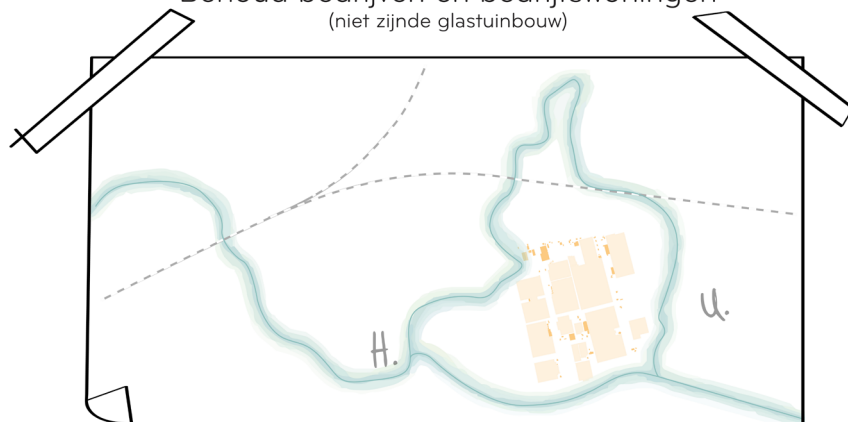 Behoud bedrijven en bedrijfswoningen
(niet zijnde glastuinbouw)
H.
U.